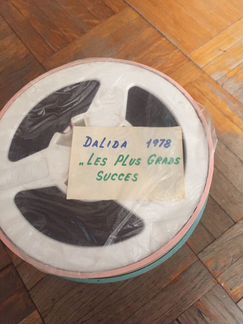 DALIDA 1978
„LES PLUS GRADS
SUCCES